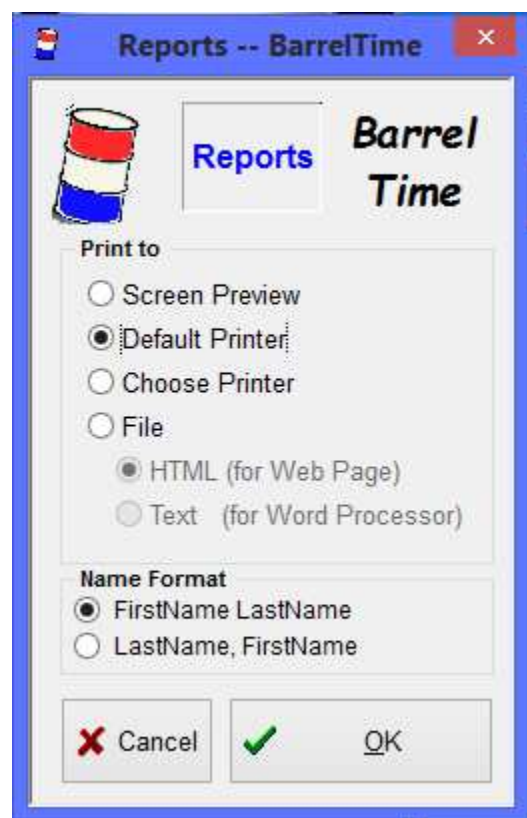 Reports -- BarrelTime
Reports
Barrel
Time
Print to
Screen Preview
Default Printer
Choose Printer
File
HTML (for Web Page)
Text (for Word Processor)
Name Format
FirstName LastName
LastName, FirstName
Cancel
OK